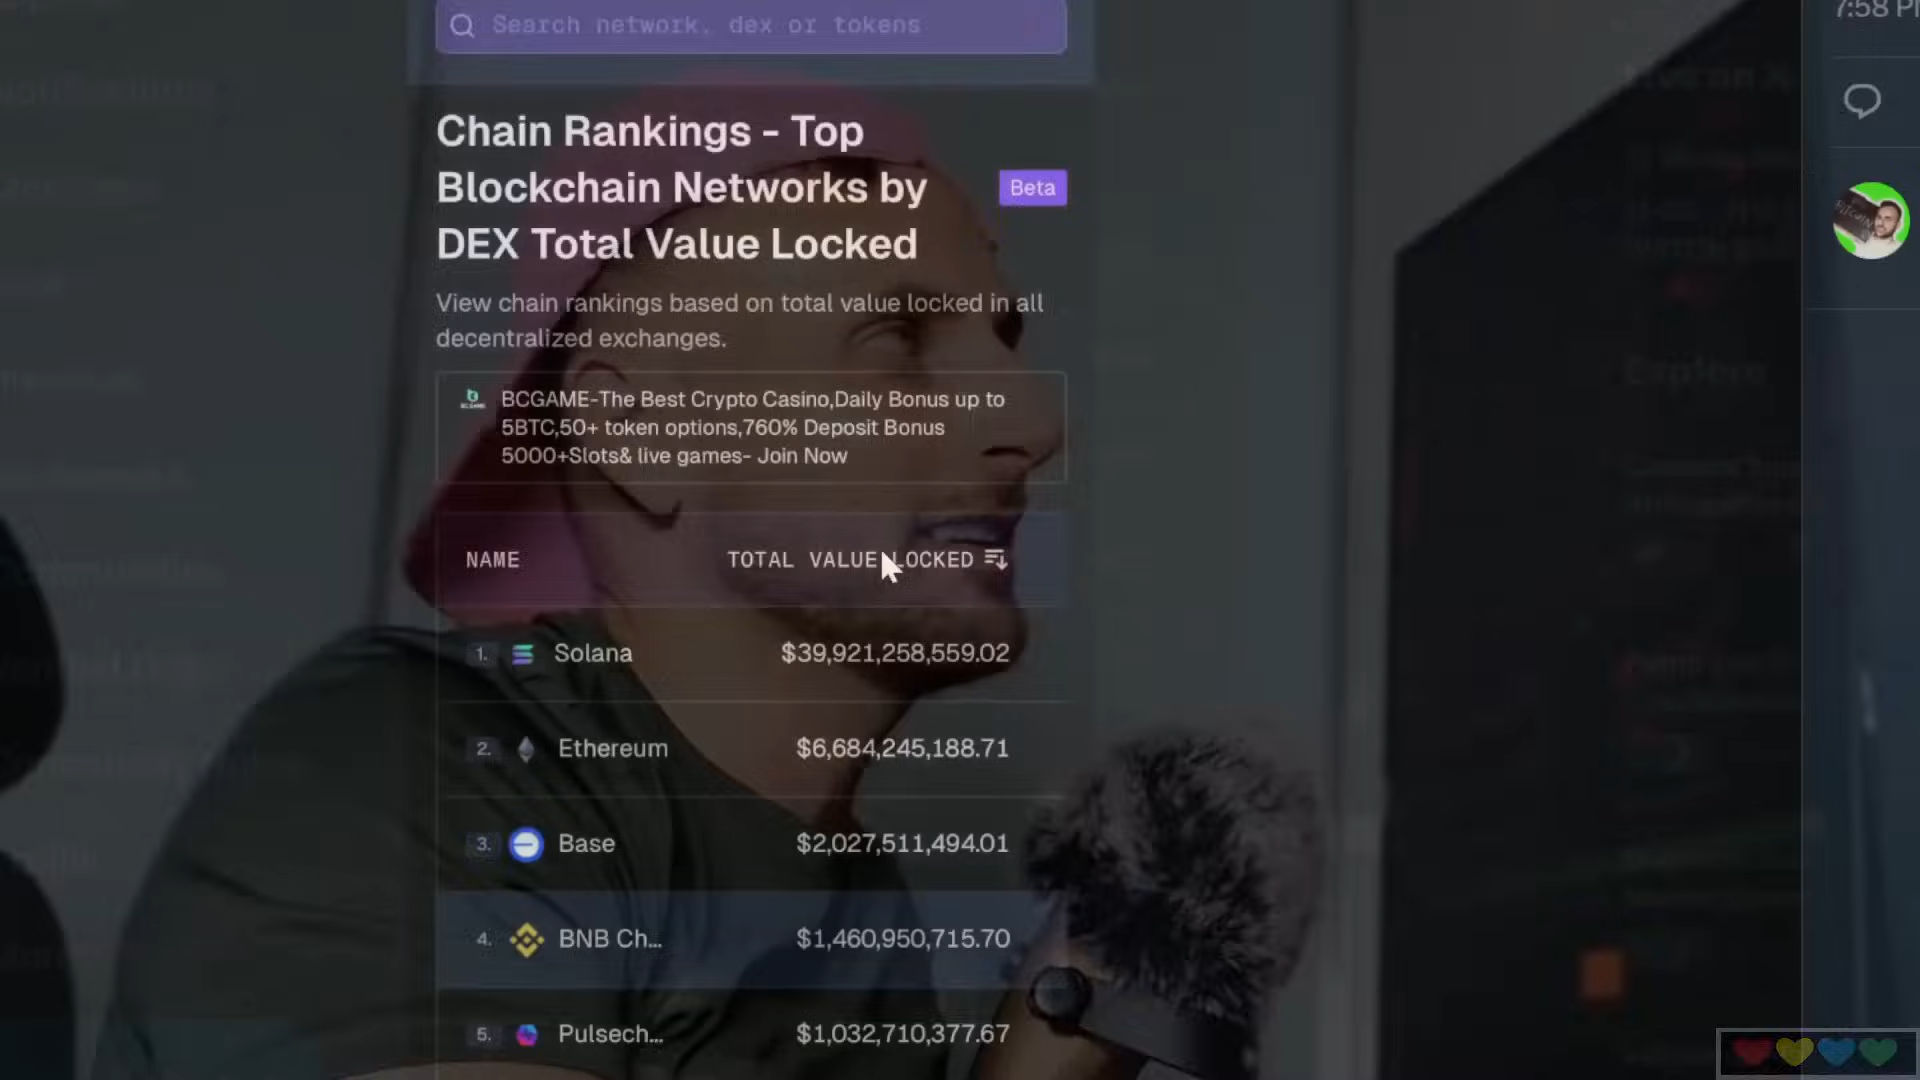 7:58 P
Search network, dex or tokens
Chain Rankings - Top
Blockchain Networks by
DEX Total Value Locked
Beta
View chain rankings based on total value locked in all
decentralized exchanges.
BCGAME-The Best Crypto Casino,Daily Bonus up to
5BTC,50+ token options,760% Deposit Bonus
5000+Slots& live games- Join Now
NAME TOTAL VALUE LOCKED
1. Solana $39,921,258,559.02
2. Ethereum $6,684,245,188.71
3. Base $2,027,511,494.01
4. BNB Ch... $1,460,950,715.70
5. Pulsech... $1,032,710,377.67
Explore